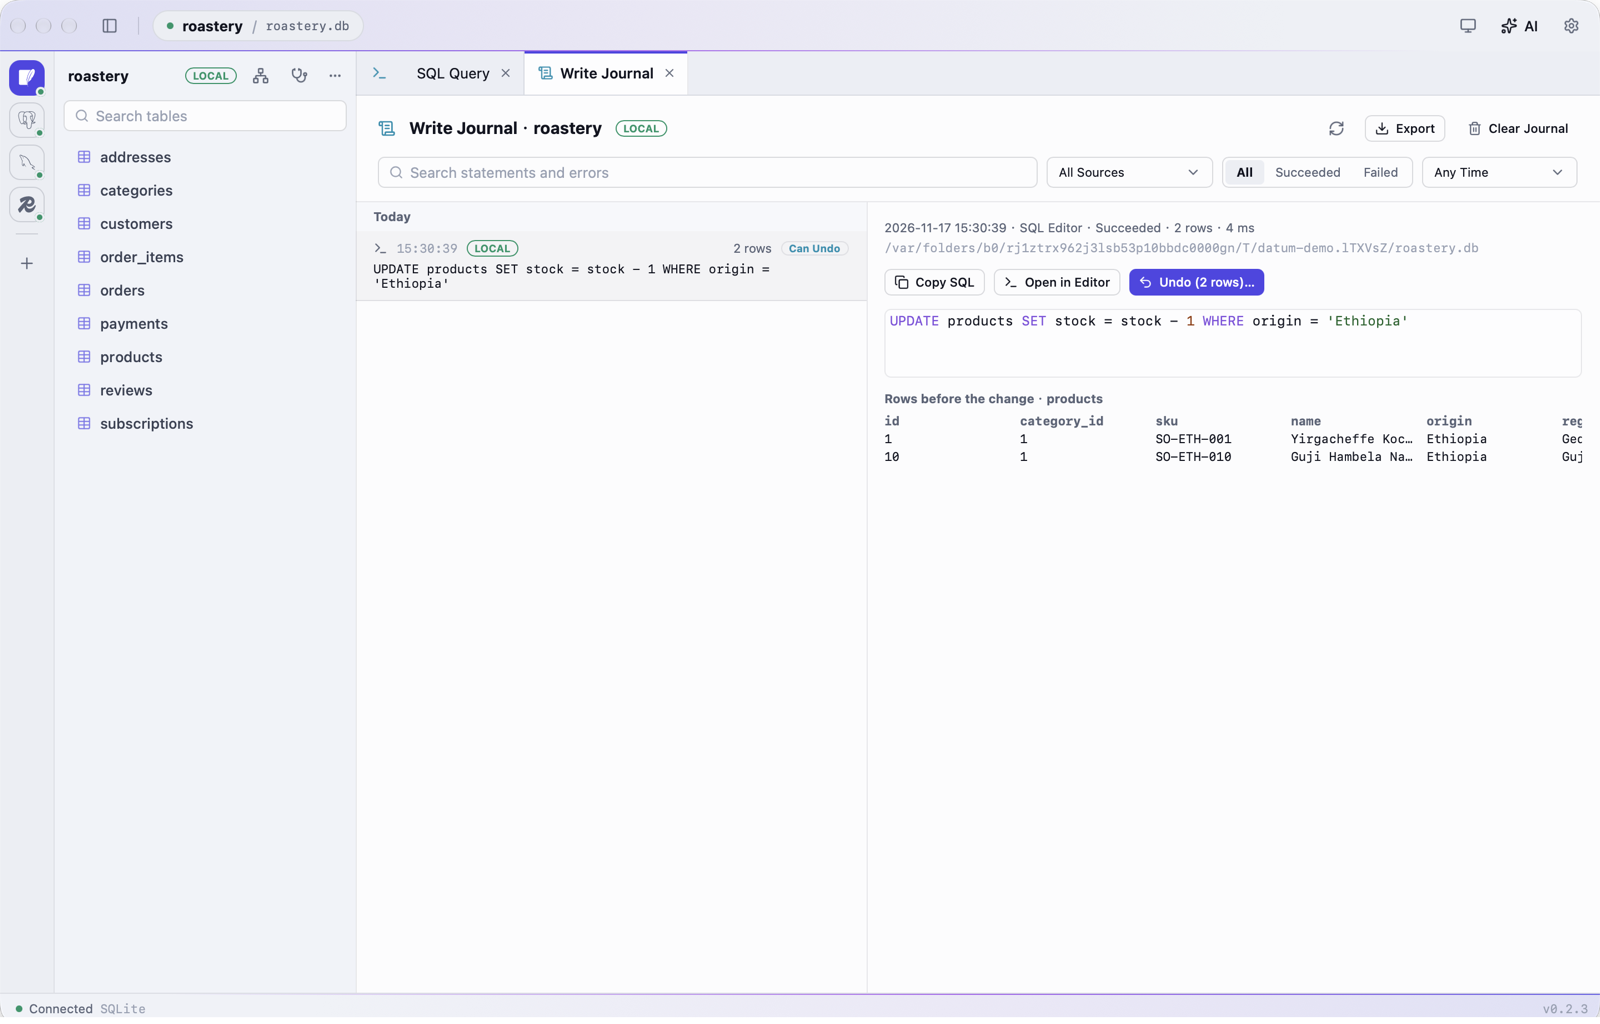 roastery / roastery.db
AI
roastery LOCAL
Search tables
addresses
categories
customers
order_items
orders
payments
products
reviews
subscriptions
SQL Query
Write Journal
Write Journal · roastery LOCAL
Export
Clear Journal
Search statements and errors
All Sources
All Succeeded Failed
Any Time
Today
15:30:39 LOCAL 2 rows Can Undo
UPDATE products SET stock = stock - 1 WHERE origin =
'Ethiopia'
2026-11-17 15:30:39 · SQL Editor · Succeeded · 2 rows · 4 ms
/var/folders/b0/rj1ztrx962j3lsb53p10bbdc0000gn/T/datum-demo.lTXVsZ/roastery.db
Copy SQL
Open in Editor
Undo (2 rows)...
UPDATE products SET stock = stock - 1 WHERE origin = 'Ethiopia'
Rows before the change · products
id category_id sku name origin reg
1 1 SO-ETH-001 Yirgacheffe Koc… Ethiopia Gec
10 1 SO-ETH-010 Guji Hambela Na… Ethiopia Guj
Connected SQLite
v0.2.3